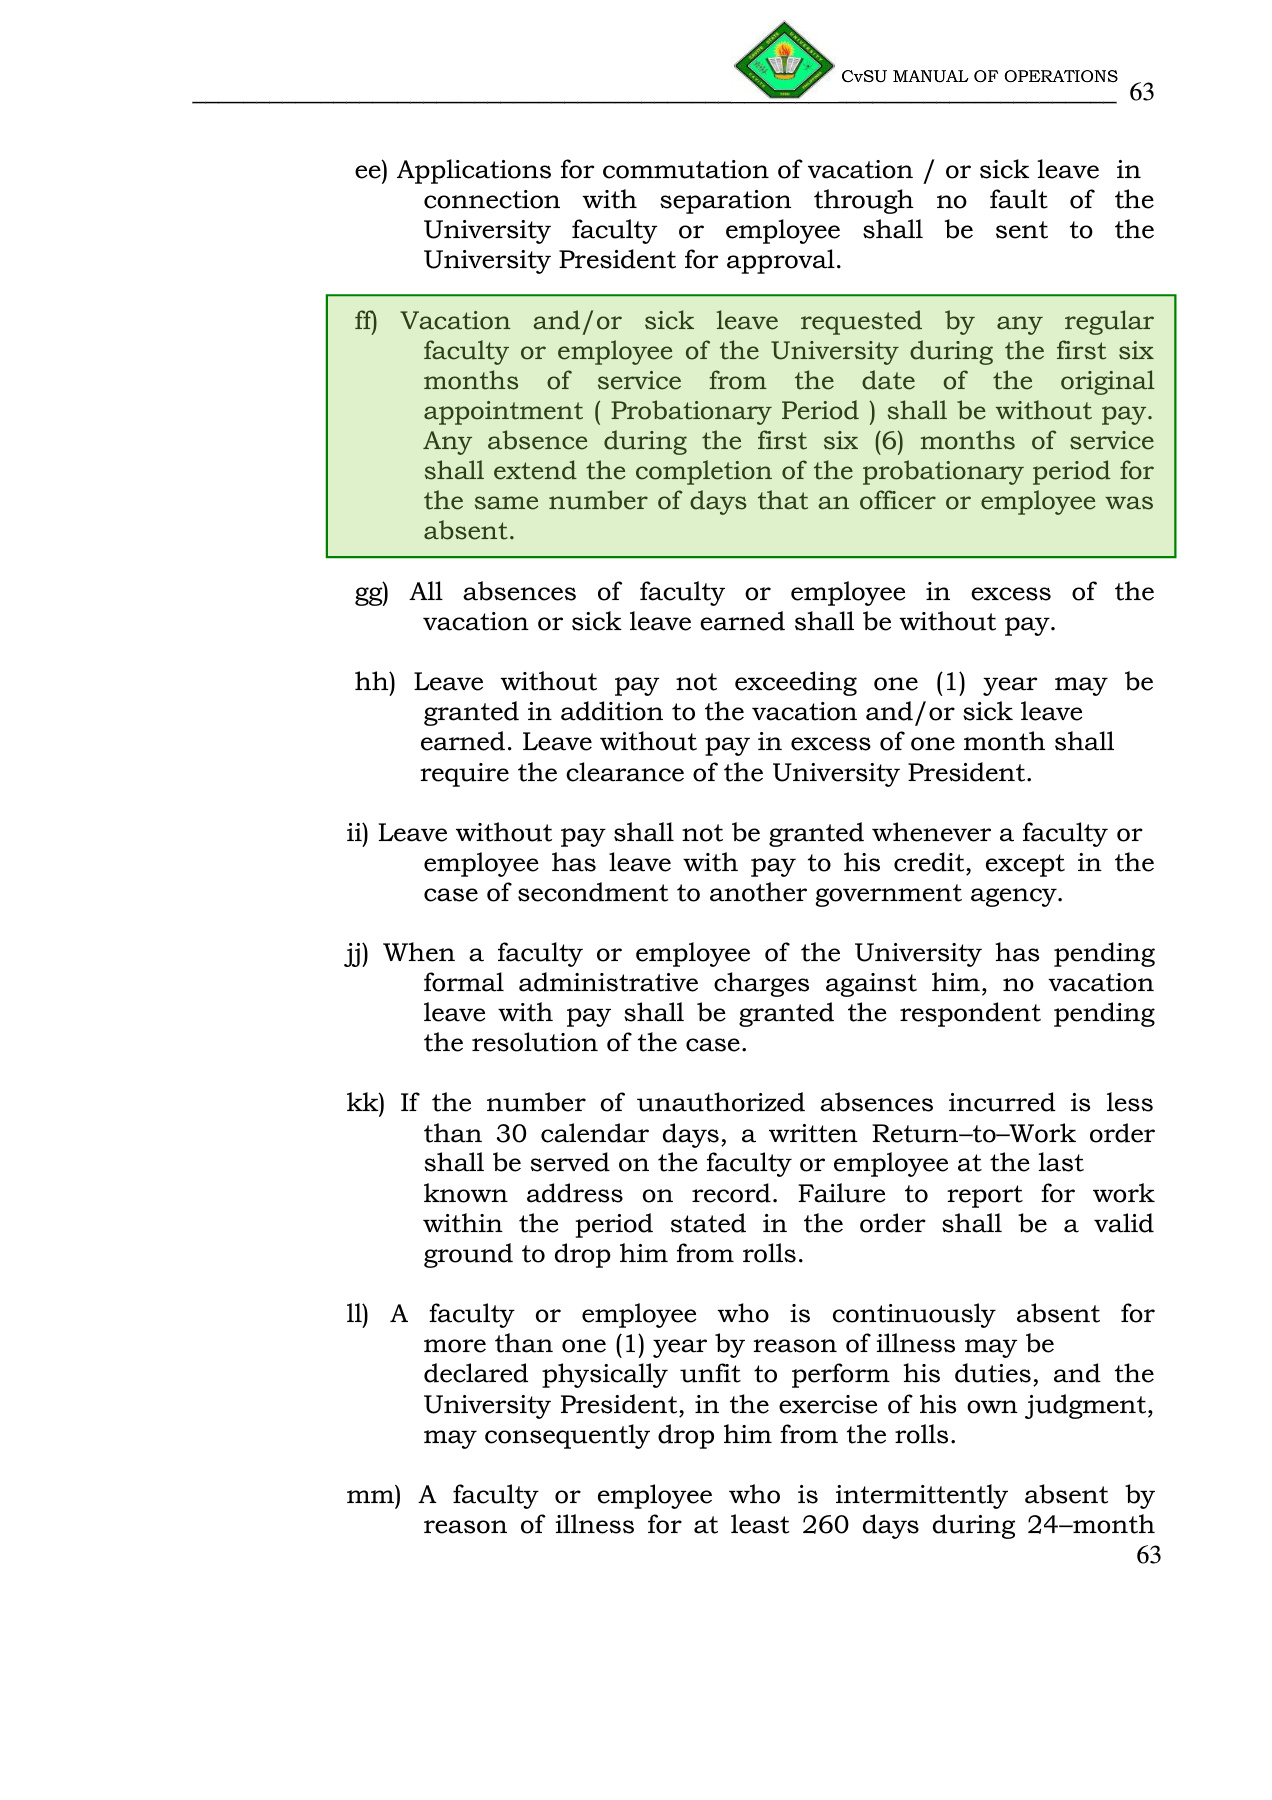 CvSU MANUAL OF OPERATIONS
63
ee) Applications for commutation of vacation / or sick leave in
connection with separation through no fault of the
University faculty or employee shall be sent to the
University President for approval.
ff) Vacation and/or sick leave requested by any regular
faculty or employee of the University during the first six
months of service from the date of the original
appointment ( Probationary Period ) shall be without pay.
Any absence during the first six (6) months of service
shall extend the completion of the probationary period for
the same number of days that an officer or employee was
absent.
gg) All absences of faculty or employee in excess of the
vacation or sick leave earned shall be without pay.
hh) Leave without pay not exceeding one (1) year may be
granted in addition to the vacation and/or sick leave
earned. Leave without pay in excess of one month shall
require the clearance of the University President.
ii) Leave without pay shall not be granted whenever a faculty or
employee has leave with pay to his credit, except in the
case of secondment to another government agency.
jj) When a faculty or employee of the University has pending
formal administrative charges against him, no vacation
leave with pay shall be granted the respondent pending
the resolution of the case.
kk) If the number of unauthorized absences incurred is less
than 30 calendar days, a written Return–to–Work order
shall be served on the faculty or employee at the last
known address on record. Failure to report for work
within the period stated in the order shall be a valid
ground to drop him from rolls.
ll) A faculty or employee who is continuously absent for
more than one (1) year by reason of illness may be
declared physically unfit to perform his duties, and the
University President, in the exercise of his own judgment,
may consequently drop him from the rolls.
mm) A faculty or employee who is intermittently absent by
reason of illness for at least 260 days during 24–month
63